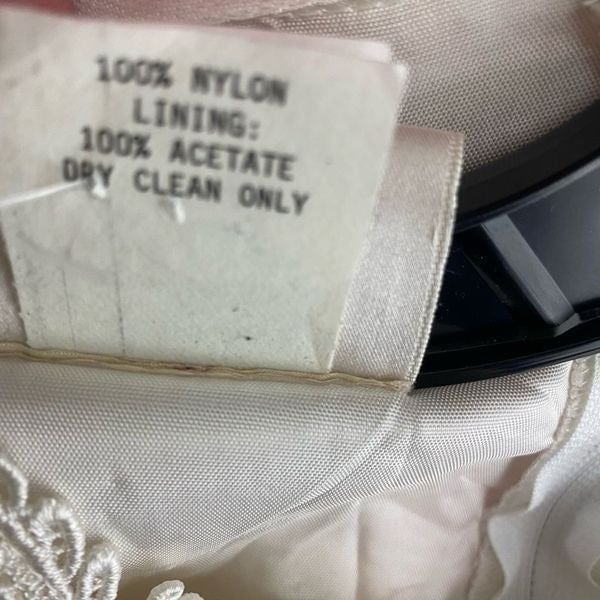 100% NYLON
LINING:
100% ACETATE
DRY CLEAN ONLY